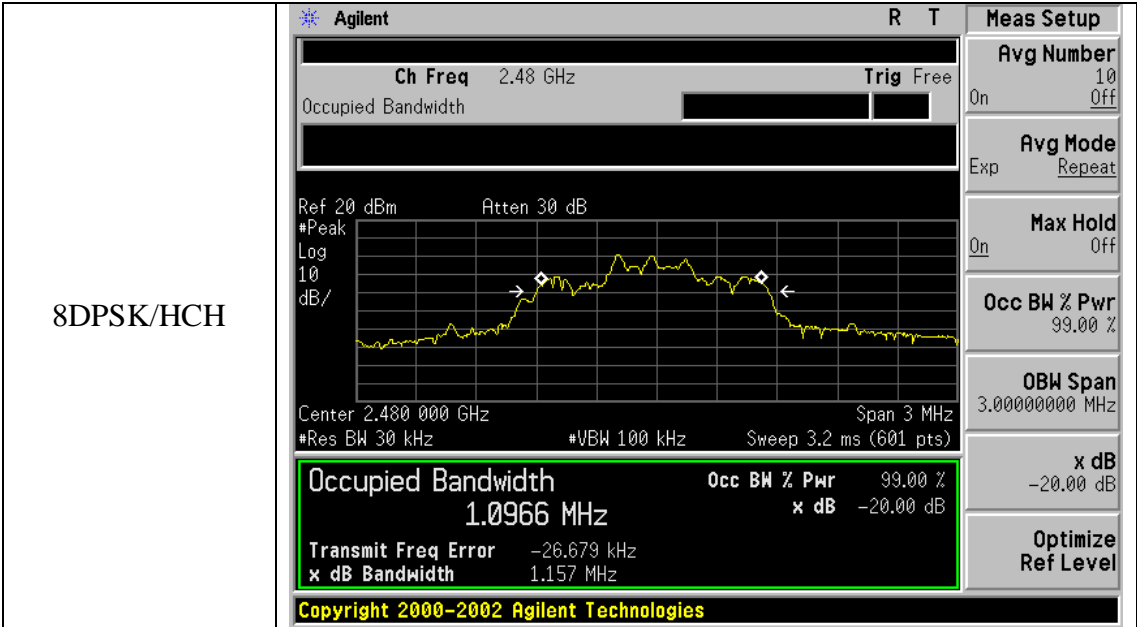 8DPSK/HCH
Agilent R T
Ch Freq 2.48 GHz Trig Free
Occupied Bandwidth
Ref 20 dBm Atten 30 dB
#Peak
Log
10
dB/
Center 2.480 000 GHz Span 3 MHz
#Res BW 30 kHz #VBW 100 kHz Sweep 3.2 ms (601 pts)
Occupied Bandwidth Occ BW % Pwr 99.00 %
1.0966 MHz x dB -20.00 dB
Transmit Freq Error -26.679 kHz
x dB Bandwidth 1.157 MHz
Copyright 2000-2002 Agilent Technologies
Meas Setup
Avg Number
10
On Off
Avg Mode
Exp Repeat
Max Hold
On Off
Occ BW % Pwr
99.00 %
OBW Span
3.00000000 MHz
x dB
-20.00 dB
Optimize
Ref Level